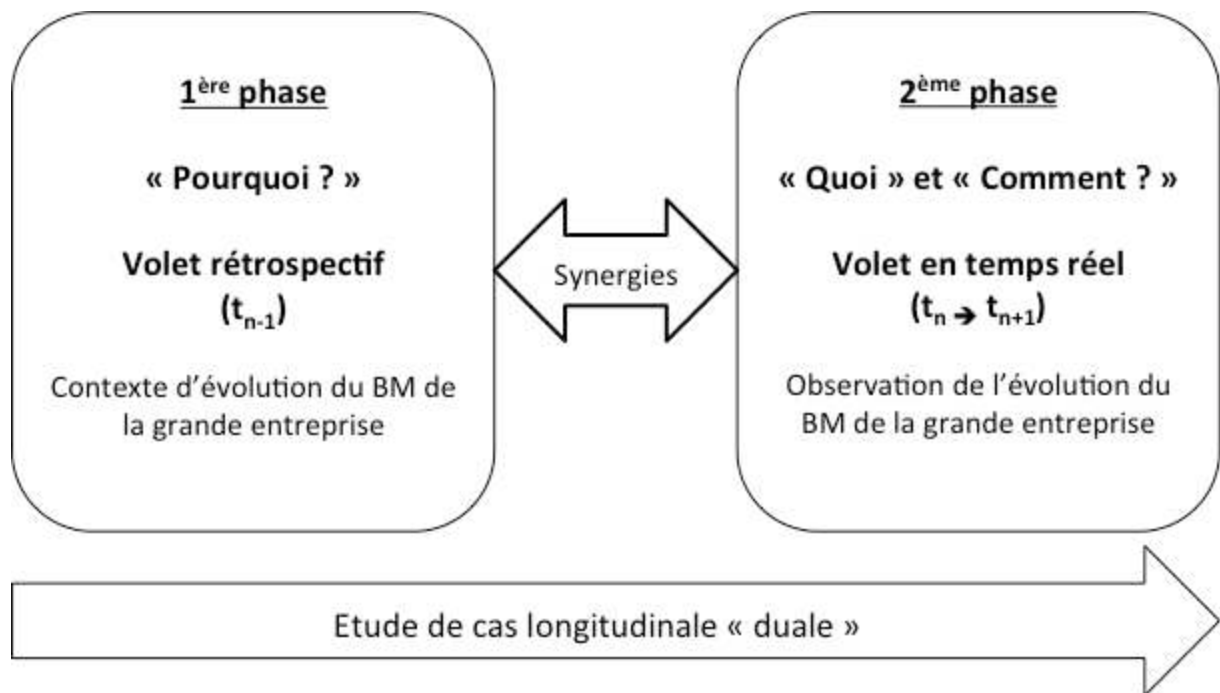 1ère phase
« Pourquoi ? »
Volet rétrospectif
(tn-1)
Contexte d’évolution du BM de
la grande entreprise
Synergies
2ème phase
« Quoi » et « Comment ? »
Volet en temps réel
(tn ➔ tn+1)
Observation de l’évolution du
BM de la grande entreprise
Etude de cas longitudinale « duale »